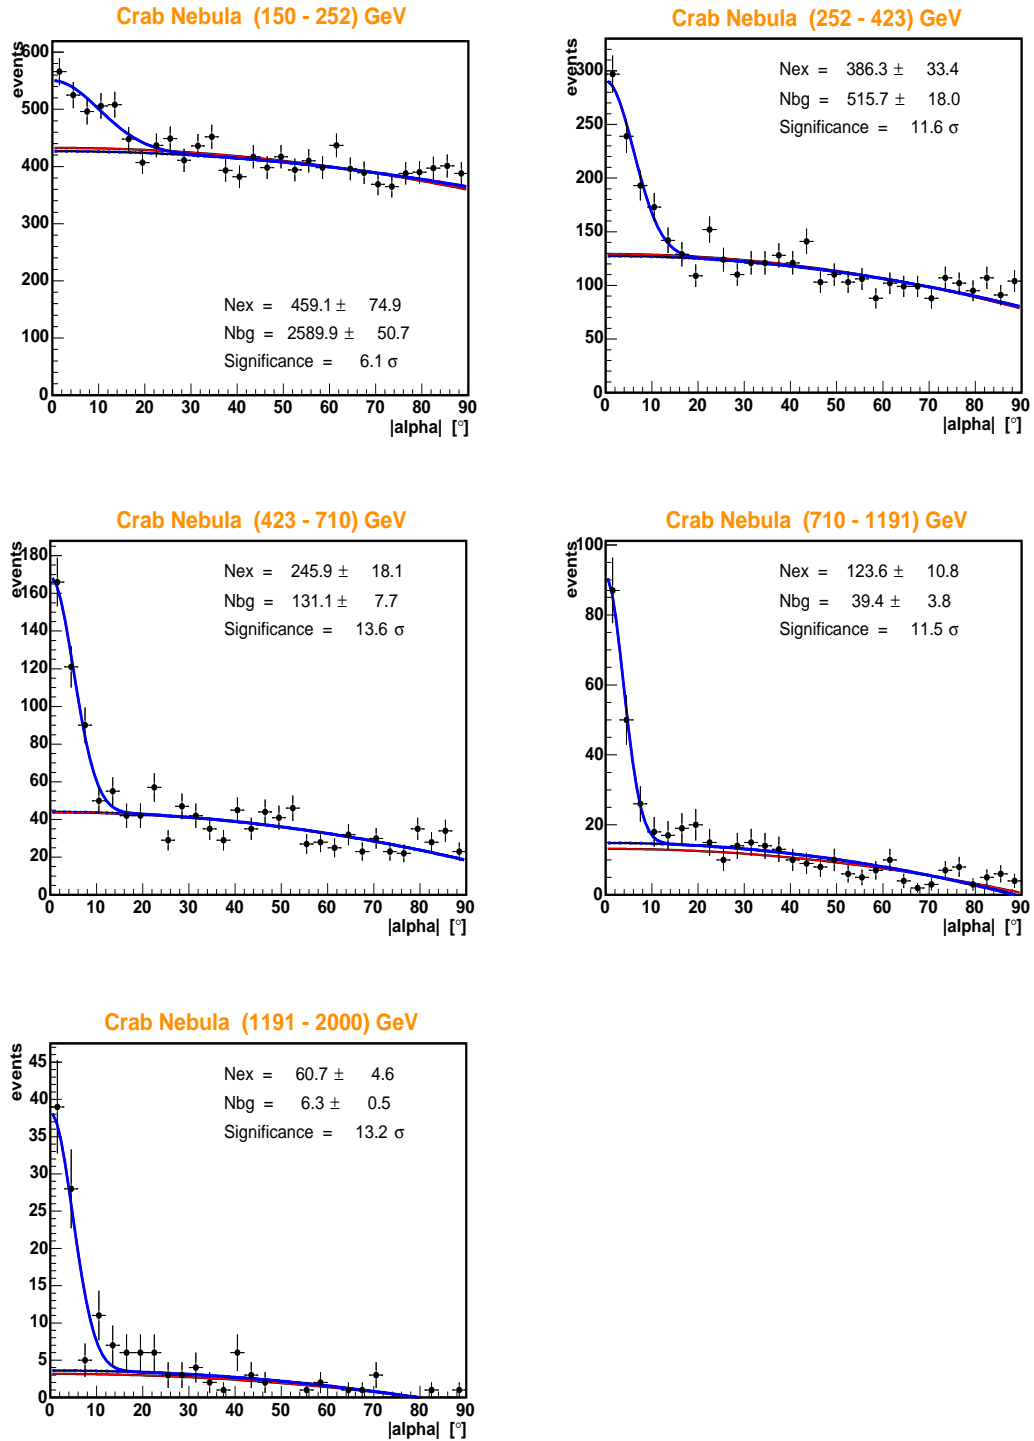 Crab Nebula (150 - 252) GeV
events
600
500
400
300
200
100
0
Nex = 459.1 ± 74.9
Nbg = 2589.9 ± 50.7
Significance = 6.1 σ
0 10 20 30 40 50 60 70 80 90
|alpha| [°]
Crab Nebula (252 - 423) GeV
events
300
250
200
150
100
50
0
Nex = 386.3 ± 33.4
Nbg = 515.7 ± 18.0
Significance = 11.6 σ
0 10 20 30 40 50 60 70 80 90
|alpha| [°]
Crab Nebula (423 - 710) GeV
events
180
160
140
120
100
80
60
40
20
0
Nex = 245.9 ± 18.1
Nbg = 131.1 ± 7.7
Significance = 13.6 σ
0 10 20 30 40 50 60 70 80 90
|alpha| [°]
Crab Nebula (710 - 1191) GeV
events
100
80
60
40
20
0
Nex = 123.6 ± 10.8
Nbg = 39.4 ± 3.8
Significance = 11.5 σ
0 10 20 30 40 50 60 70 80 90
|alpha| [°]
Crab Nebula (1191 - 2000) GeV
events
45
40
35
30
25
20
15
10
5
0
Nex = 60.7 ± 4.6
Nbg = 6.3 ± 0.5
Significance = 13.2 σ
0 10 20 30 40 50 60 70 80 90
|alpha| [°]